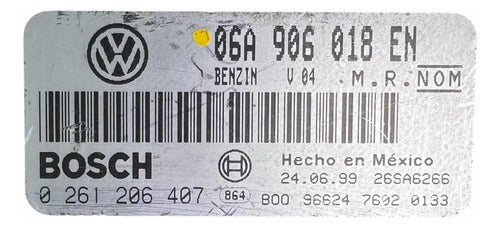 06A 906 018 EN
BENZIN V 04 .M.R.NOM
BOSCH
Hecho en México
24.06.99 26SA6266
0 261 206 407 864 B00 96624 7602 0133